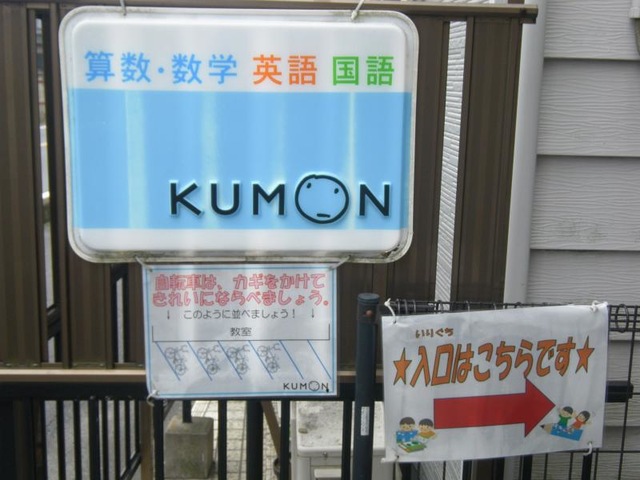 算数・数学 英語 国語
KUMON
自転車は、カギをかけて
きれいにならべましょう。
↓ このように並べましょう！ ↓
教室
KUMON
いりぐち
★入口はこちらです★